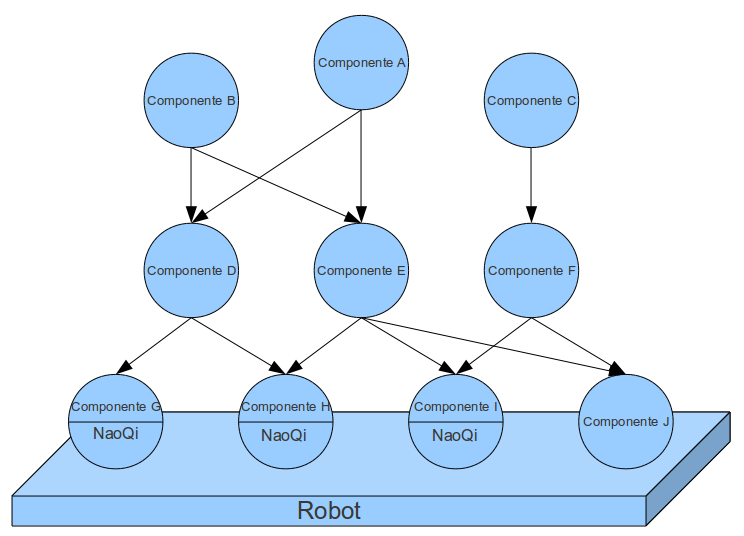 Componente A
Componente B
Componente C
Componente D
Componente E
Componente F
Componente G
NaoQi
Componente H
NaoQi
Componente I
NaoQi
Componente J
Robot